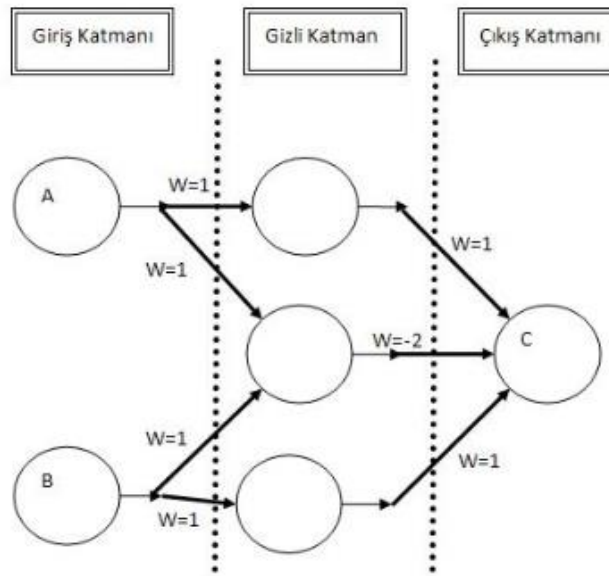 Giriş Katmanı
Gizli Katman
Çıkış Katmanı
A
W=1
W=1
W=1
W=-2
C
W=1
B
W=1
W=1